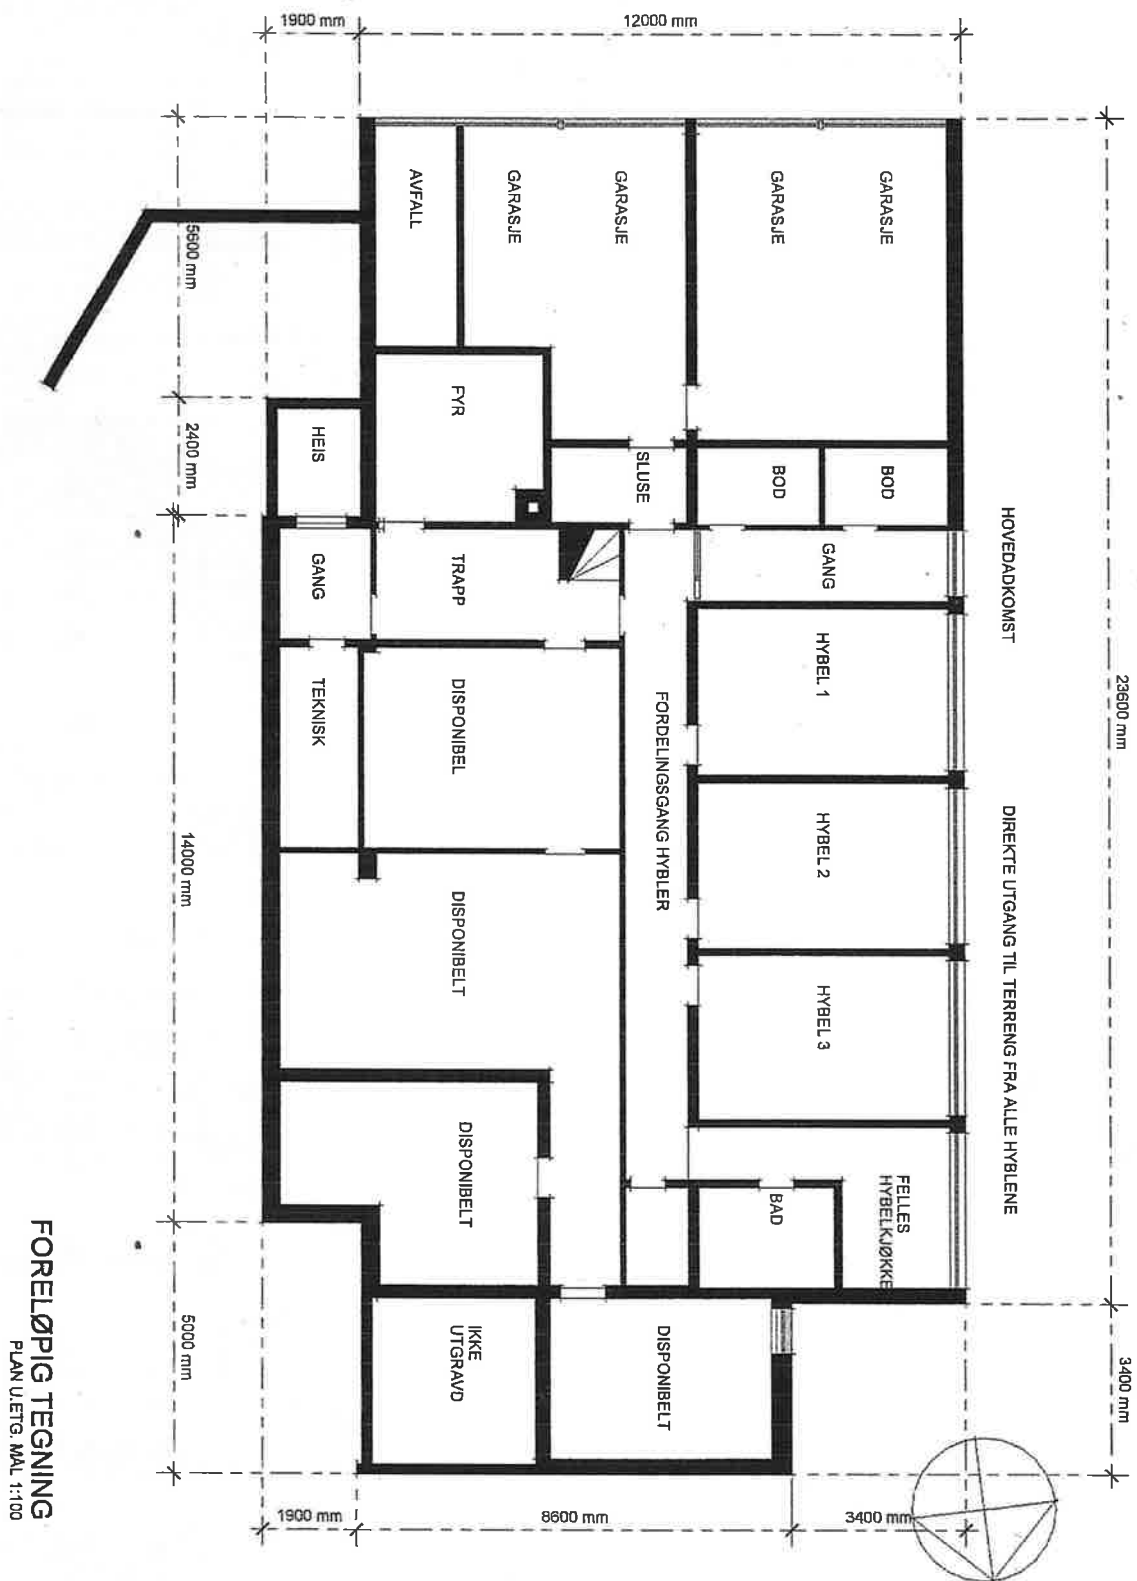 1900 mm
12000 mm
23600 mm
3400 mm
5600 mm
2400 mm
14000 mm
5000 mm
1900 mm
8600 mm
3400 mm
HOVEDADKOMST
DIREKTE UTGANG TIL TERRENG FRA ALLE HYBLENE
GARASJE
GARASJE
GARASJE
GARASJE
AVFALL
BOD
BOD
SLUSE
FYR
HEIS
GANG
HYBEL 1
HYBEL 2
HYBEL 3
FELLES
HYBELKJØKKE
BAD
FORDELINGSGANG HYBLER
TRAPP
GANG
TEKNISK
DISPONIBEL
DISPONIBELT
DISPONIBELT
DISPONIBELT
IKKE
UTGRAVD
FORELØPIG TEGNING
PLAN U.ETG. MÅL 1:100